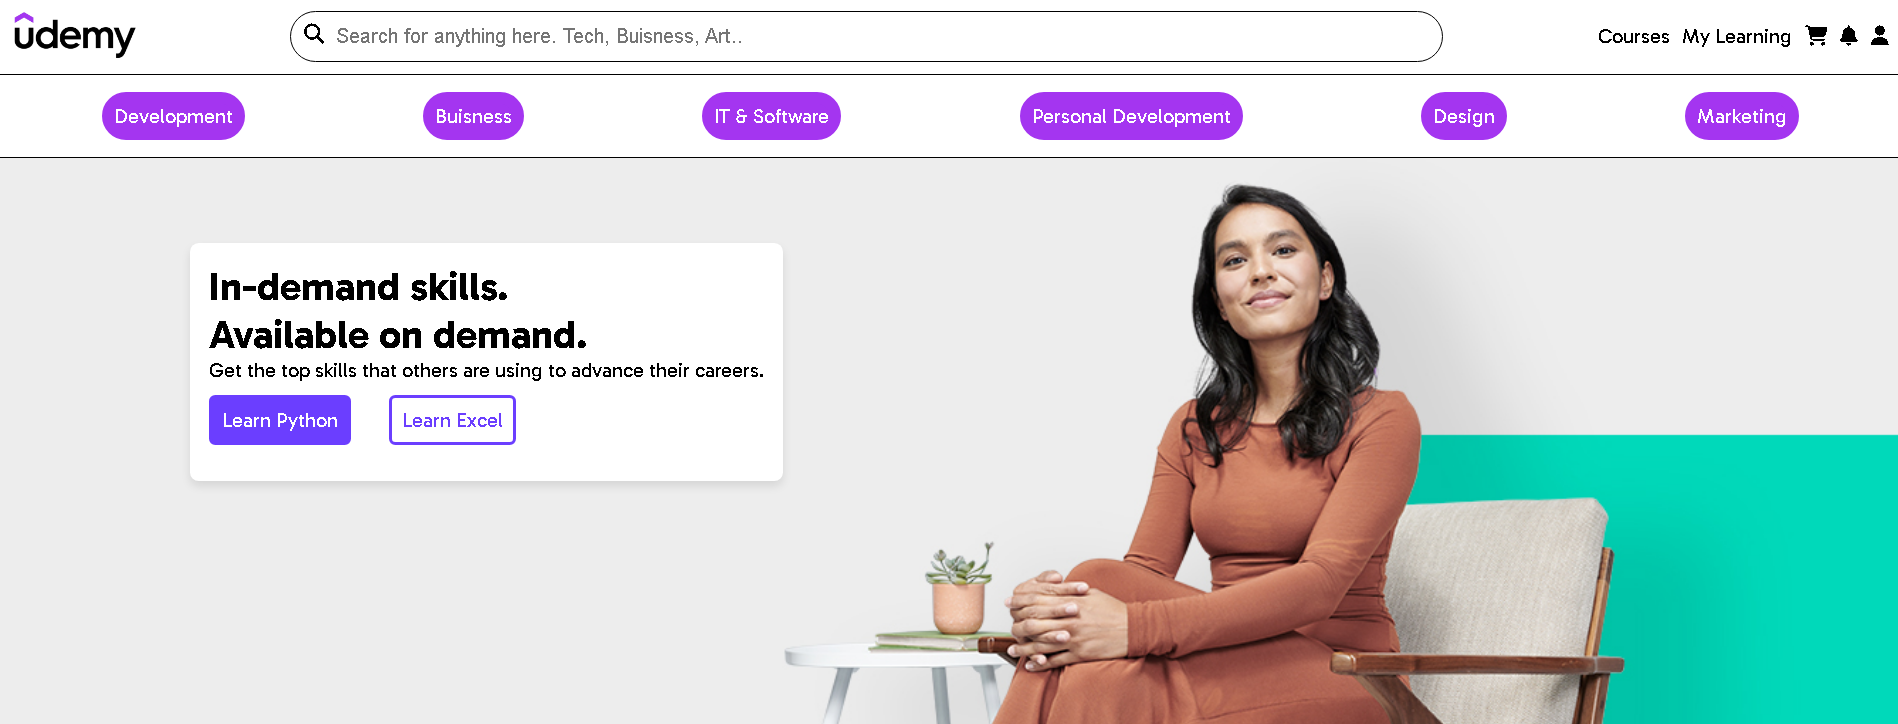 udemy
Search for anything here. Tech, Buisness, Art..
Courses My Learning
Development Buisness IT & Software Personal Development Design Marketing
In-demand skills.
Available on demand.
Get the top skills that others are using to advance their careers.
Learn Python Learn Excel